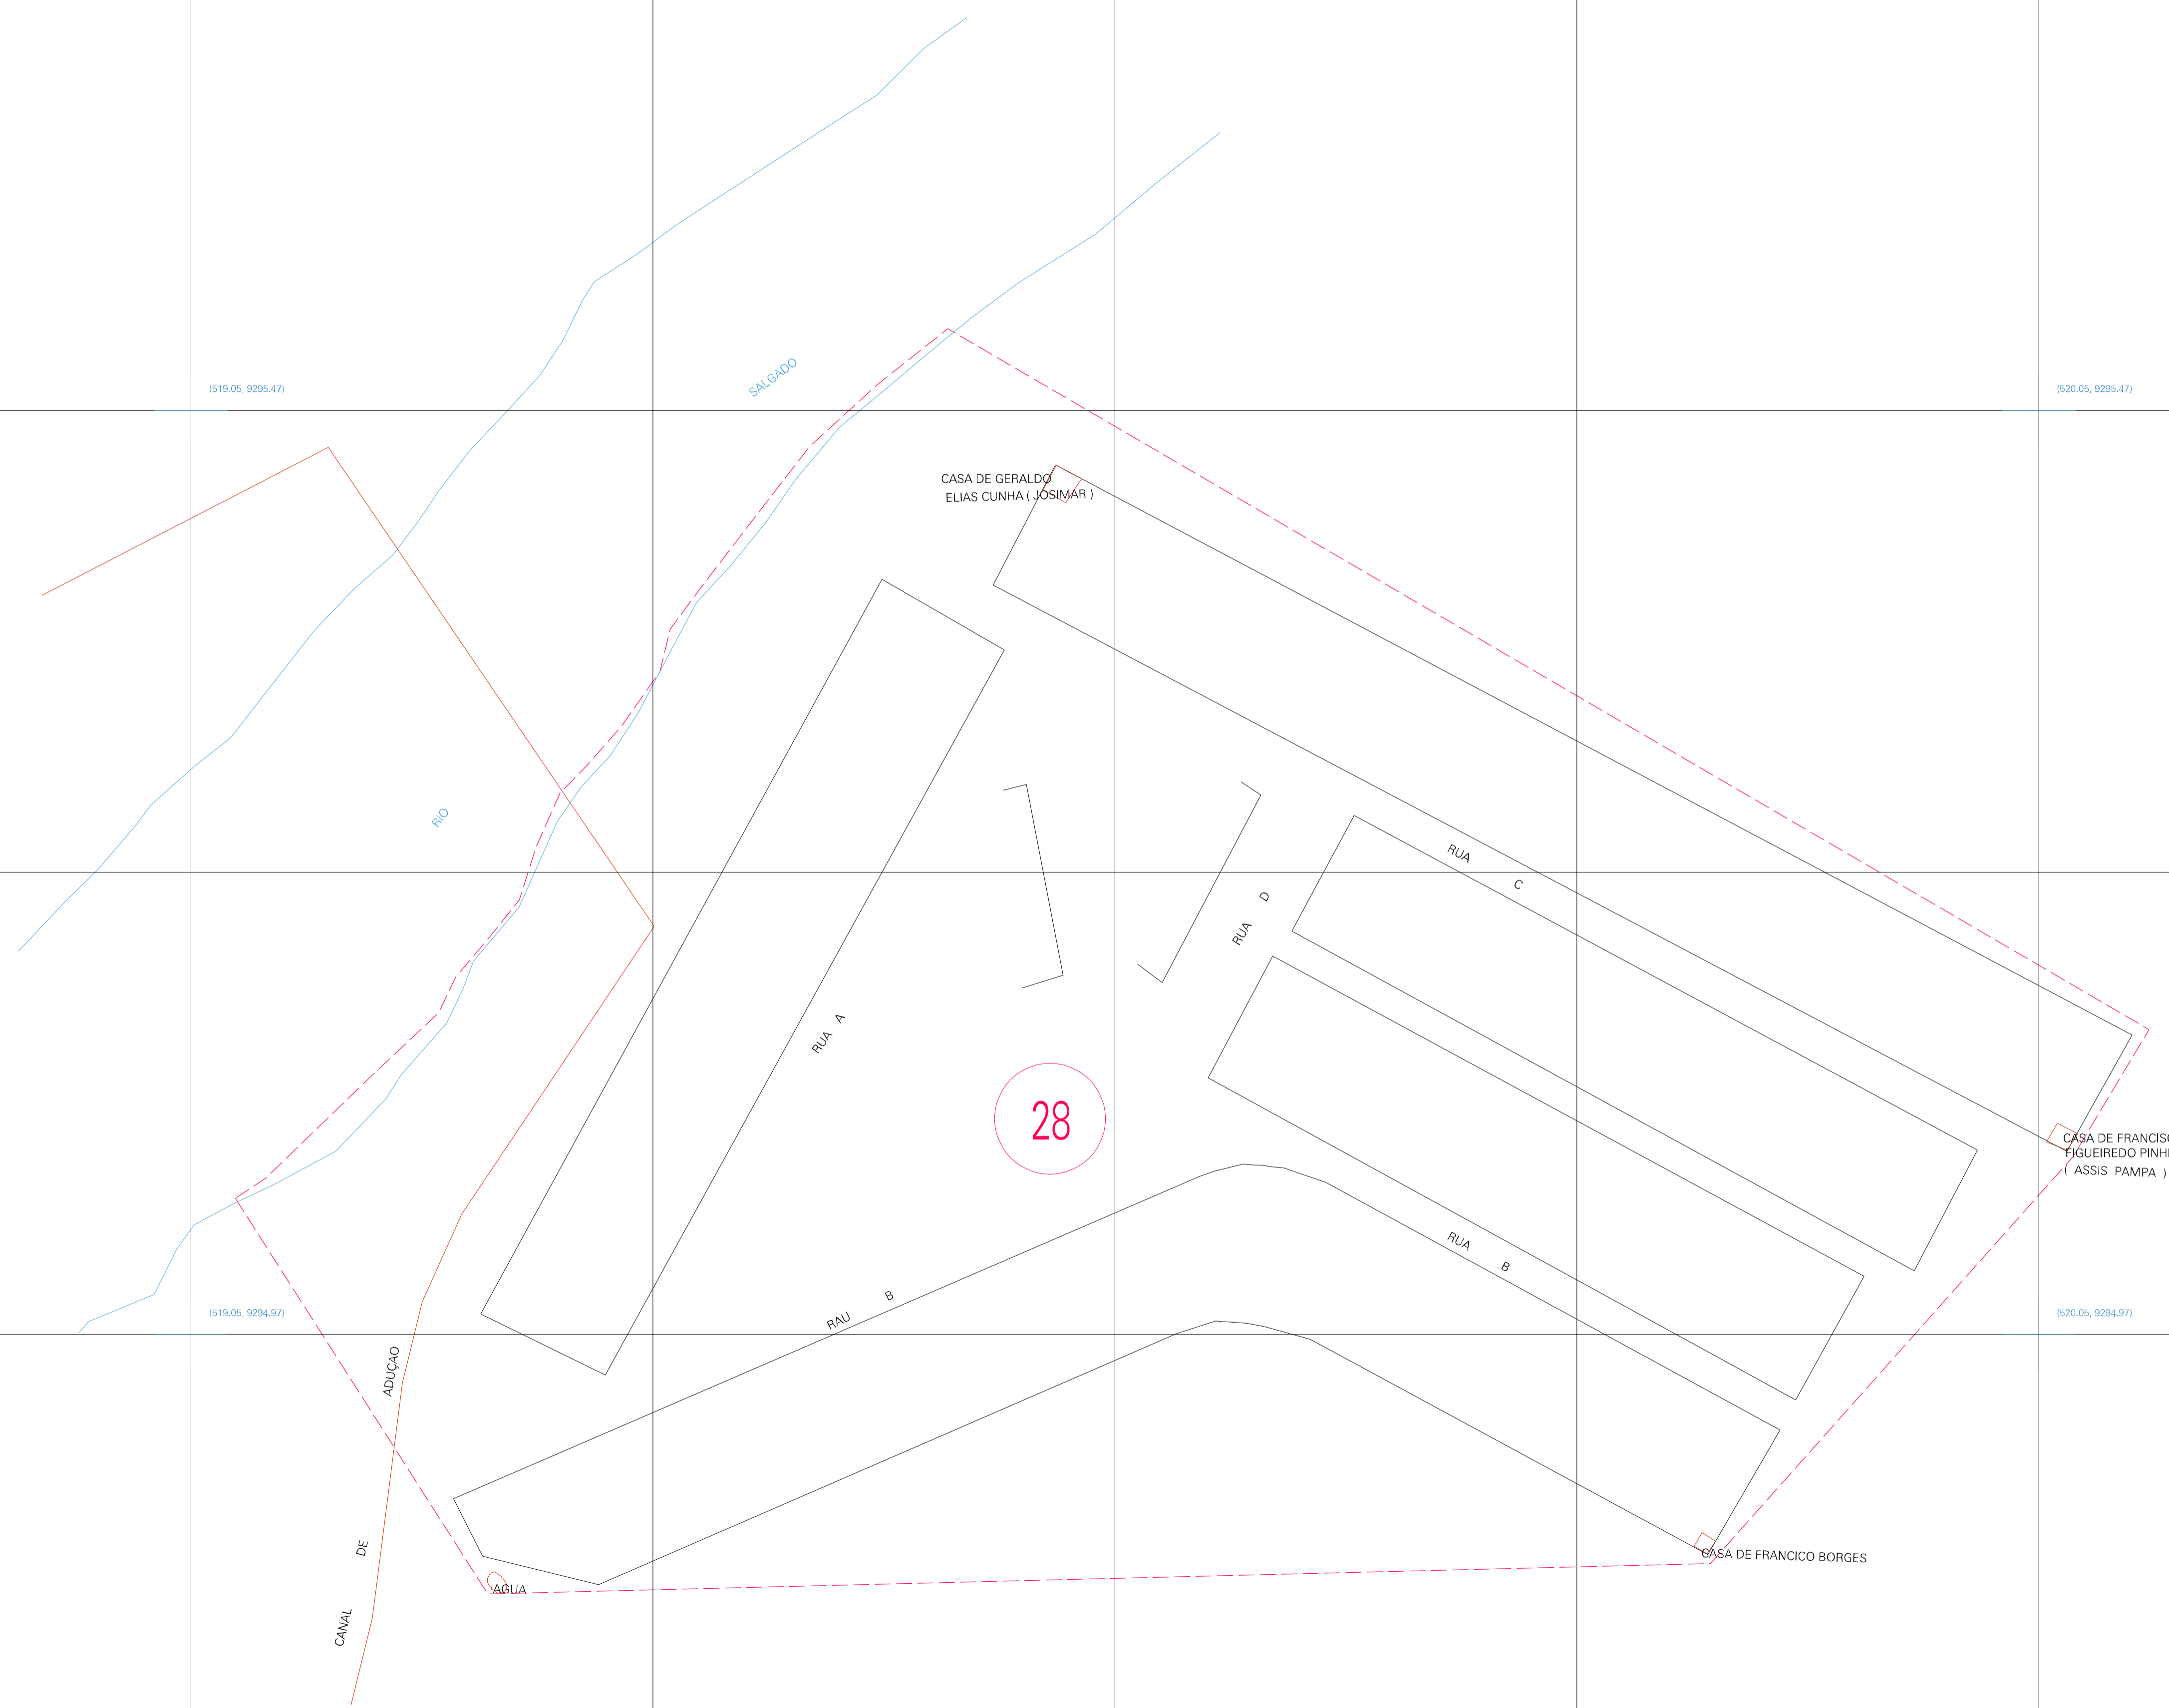 (519.05, 9295.47)
(520.05, 9295.47)
SALGADO
CASA DE GERALDO
ELIAS CUNHA ( JOSIMAR )
RIO
RUA C
RUA D
RUA A
28
CASA DE FRANCISC
FIGUEIREDO PINH
( ASSIS PAMPA )
RUA B
RAU B
(519.05, 9294.97)
(520.05, 9294.97)
CANAL DE ADUÇAO
CASA DE FRANCICO BORGES
AGUA